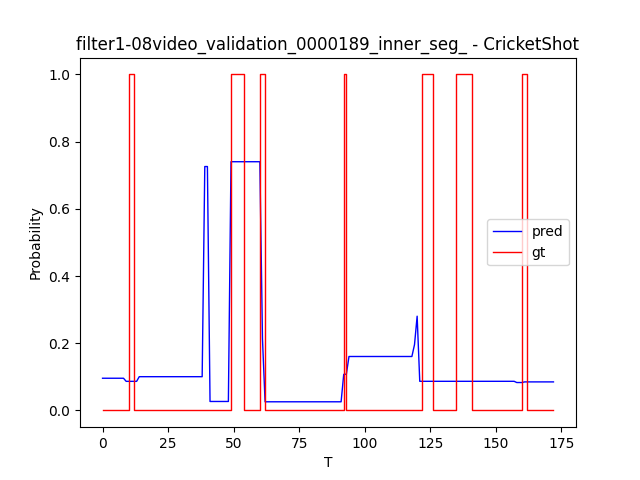 filter1-08video_validation_0000189_inner_seg_ - CricketShot
1.0
0.8
0.6
0.4
0.2
0.0
Probability
pred
gt
0 25 50 75 100 125 150 175
T